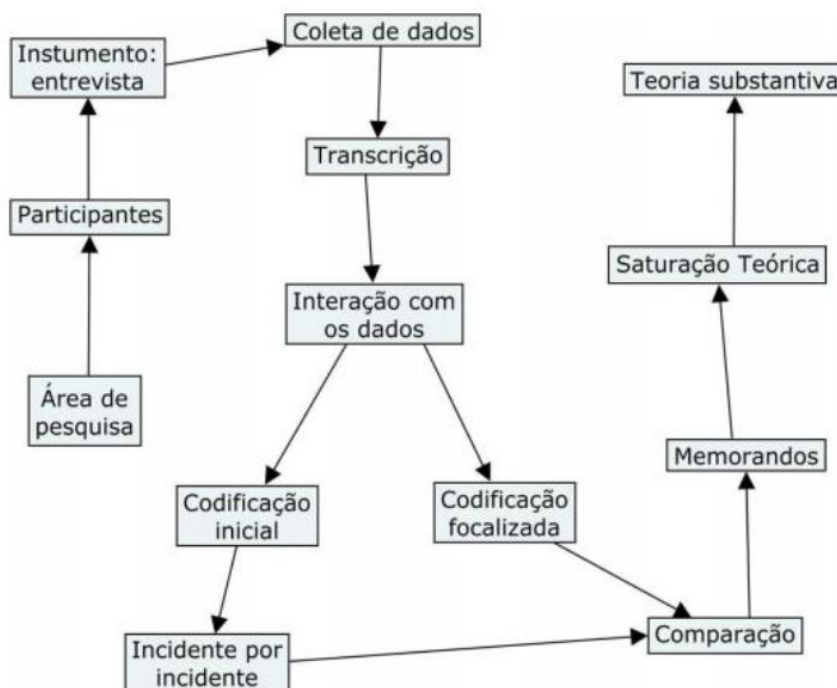 Coleta de dados
Instumento:
entrevista
Teoria substantiva
Transcrição
Participantes
Saturação Teórica
Interação com
os dados
Área de
pesquisa
Memorandos
Codificação
inicial
Codificação
focalizada
Comparação
Incidente por
incidente